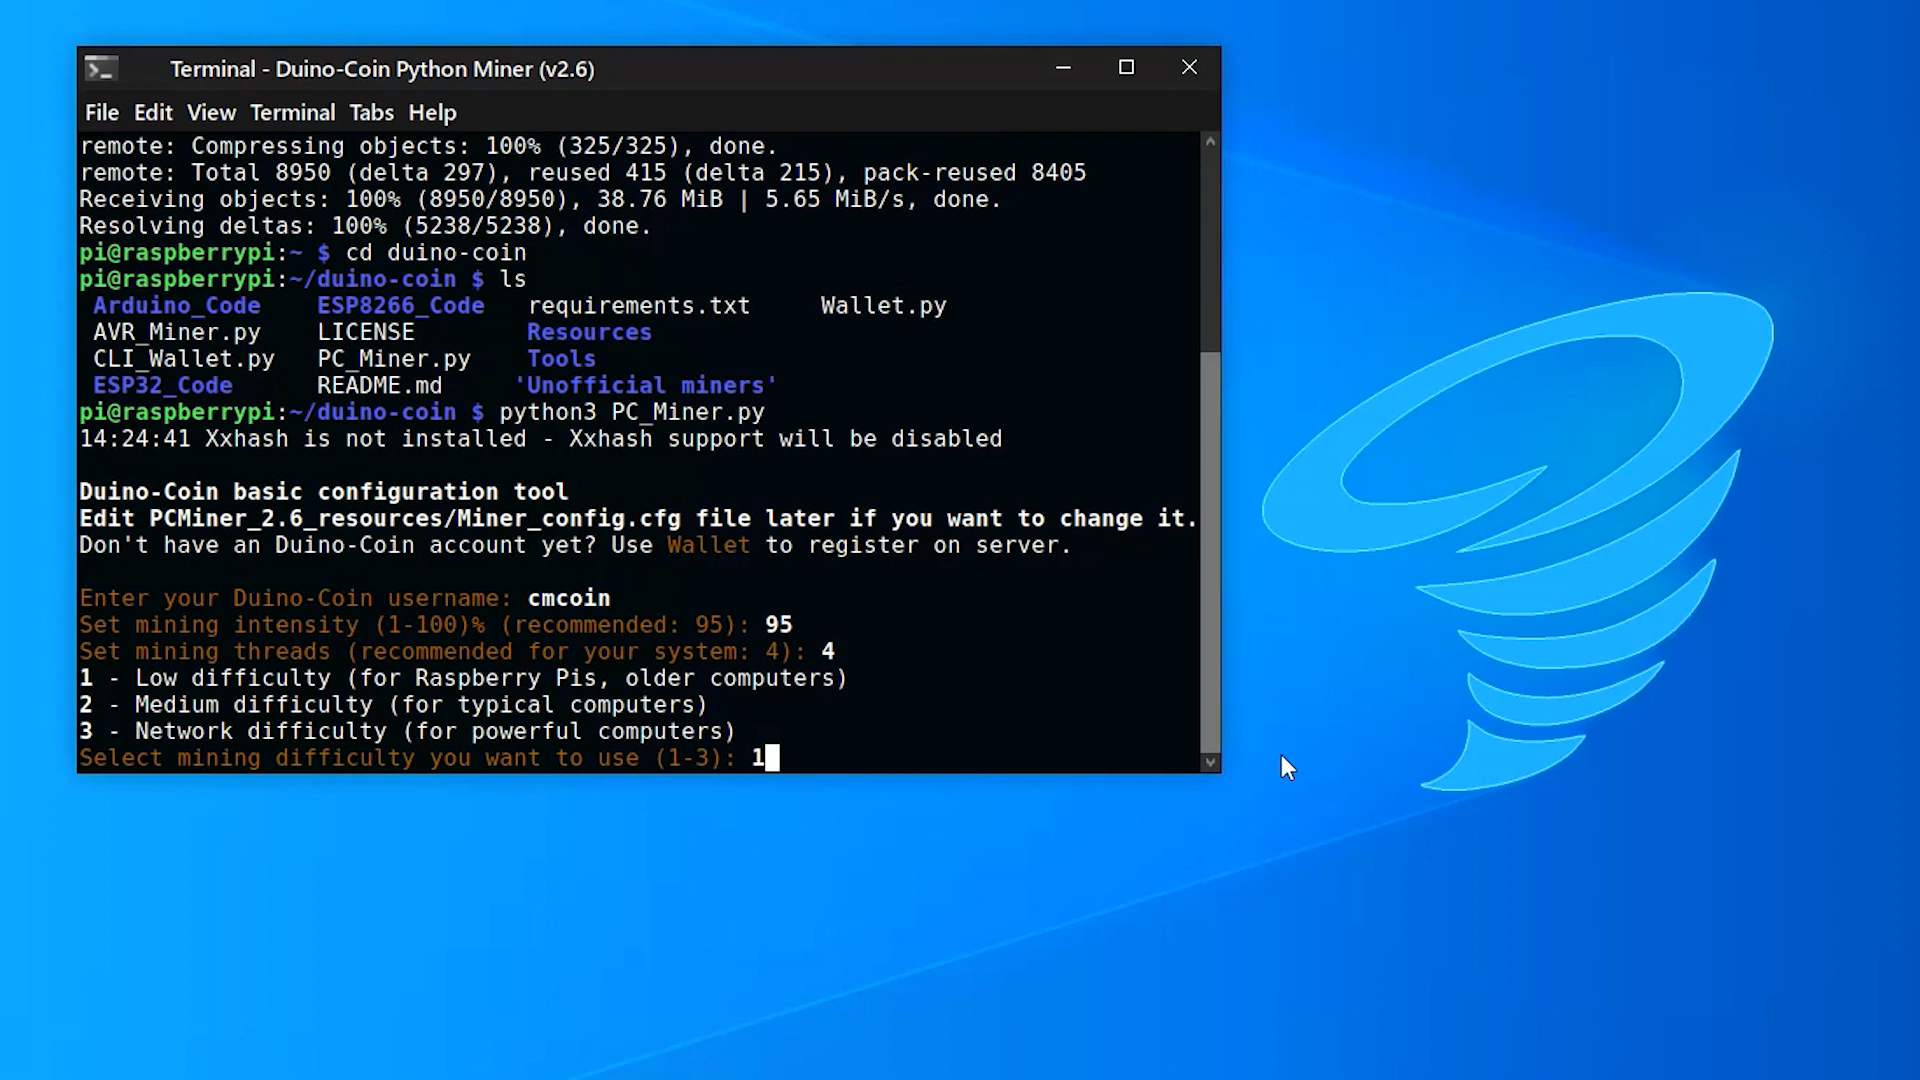 Terminal - Duino-Coin Python Miner (v2.6)
File Edit View Terminal Tabs Help
remote: Compressing objects: 100% (325/325), done.
remote: Total 8950 (delta 297), reused 415 (delta 215), pack-reused 8405
Receiving objects: 100% (8950/8950), 38.76 MiB | 5.65 MiB/s, done.
Resolving deltas: 100% (5238/5238), done.
pi@raspberrypi:~ $ cd duino-coin
pi@raspberrypi:~/duino-coin $ ls
Arduino_Code ESP8266_Code requirements.txt Wallet.py
AVR_Miner.py LICENSE Resources
CLI_Wallet.py PC_Miner.py Tools
ESP32_Code README.md 'Unofficial miners'
pi@raspberrypi:~/duino-coin $ python3 PC_Miner.py
14:24:41 Xxhash is not installed - Xxhash support will be disabled
Duino-Coin basic configuration tool
Edit PCMiner_2.6_resources/Miner_config.cfg file later if you want to change it.
Don't have an Duino-Coin account yet? Use Wallet to register on server.
Enter your Duino-Coin username: cmcoin
Set mining intensity (1-100)% (recommended: 95): 95
Set mining threads (recommended for your system: 4): 4
1 - Low difficulty (for Raspberry Pis, older computers)
2 - Medium difficulty (for typical computers)
3 - Network difficulty (for powerful computers)
Select mining difficulty you want to use (1-3): 1